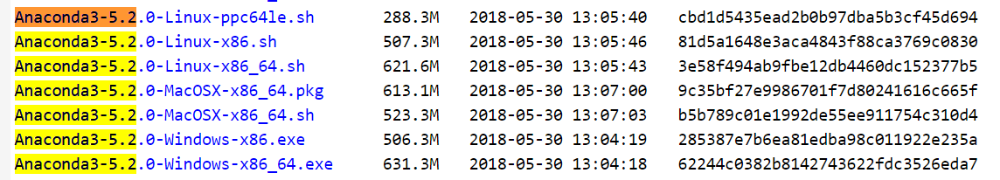 Anaconda3-5.2.0-Linux-ppc64le.sh 288.3M 2018-05-30 13:05:40 cbd1d5435ead2b0b97dba5b3cf45d694
Anaconda3-5.2.0-Linux-x86.sh 507.3M 2018-05-30 13:05:46 81d5a1648e3aca4843f88ca3769c0830
Anaconda3-5.2.0-Linux-x86_64.sh 621.6M 2018-05-30 13:05:43 3e58f494ab9fbe12db4460dc152377b5
Anaconda3-5.2.0-MacOSX-x86_64.pkg 613.1M 2018-05-30 13:07:00 9c35bf27e9986701f7d80241616c665f
Anaconda3-5.2.0-MacOSX-x86_64.sh 523.3M 2018-05-30 13:07:03 b5b789c01e1992de55ee911754c310d4
Anaconda3-5.2.0-Windows-x86.exe 506.3M 2018-05-30 13:04:19 285387e7b6ea81edba98c011922e235a
Anaconda3-5.2.0-Windows-x86_64.exe 631.3M 2018-05-30 13:04:18 62244c0382b8142743622fdc3526eda7